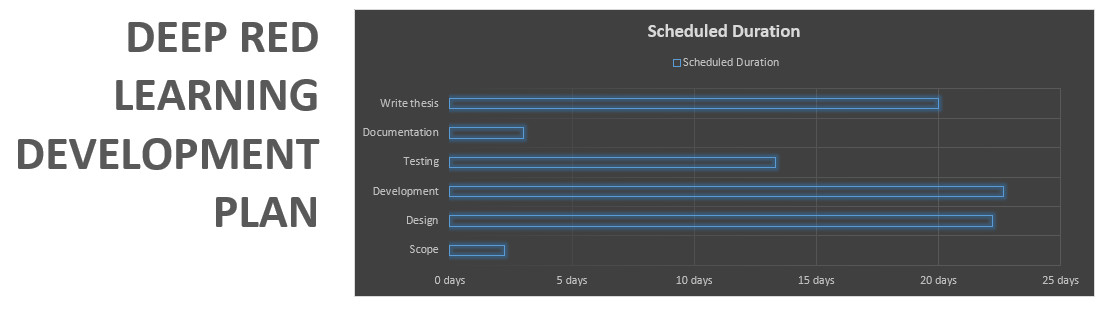 DEEP RED
LEARNING
DEVELOPMENT
PLAN
Scheduled Duration
Scheduled Duration
Write thesis
Documentation
Testing
Development
Design
Scope
0 days 5 days 10 days 15 days 20 days 25 days